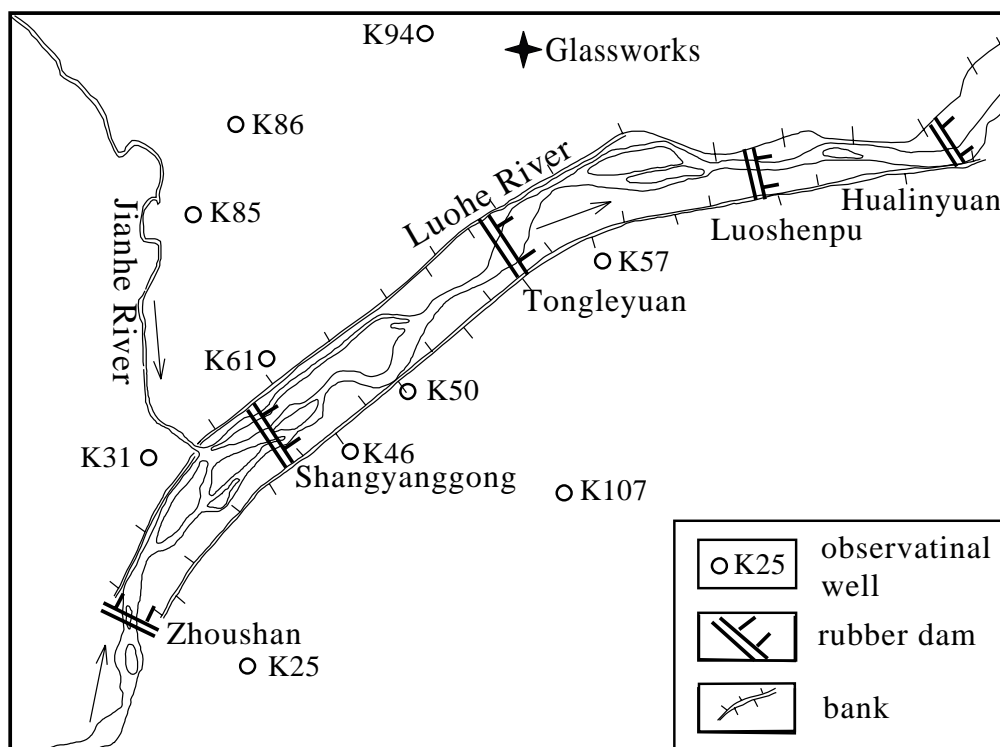 K94
Glassworks
K86
Luohe River
Jianhe River
K85
Hualinyuan
Luoshenpu
K57
Tongleyuan
K61
K50
K31
K46
Shangyanggong
K107
Zhoushan
K25
K25
observatinal
well
rubber dam
bank